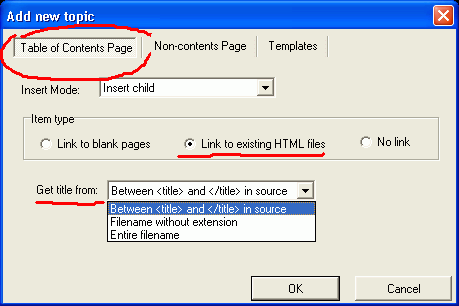 Add new topic
Table of Contents Page Non-contents Page Templates
Insert Mode: Insert child
Item type
Link to blank pages Link to existing HTML files No link
Get title from: Between <title> and </title> in source
Between <title> and </title> in source
Filename without extension
Entire filename
OK Cancel